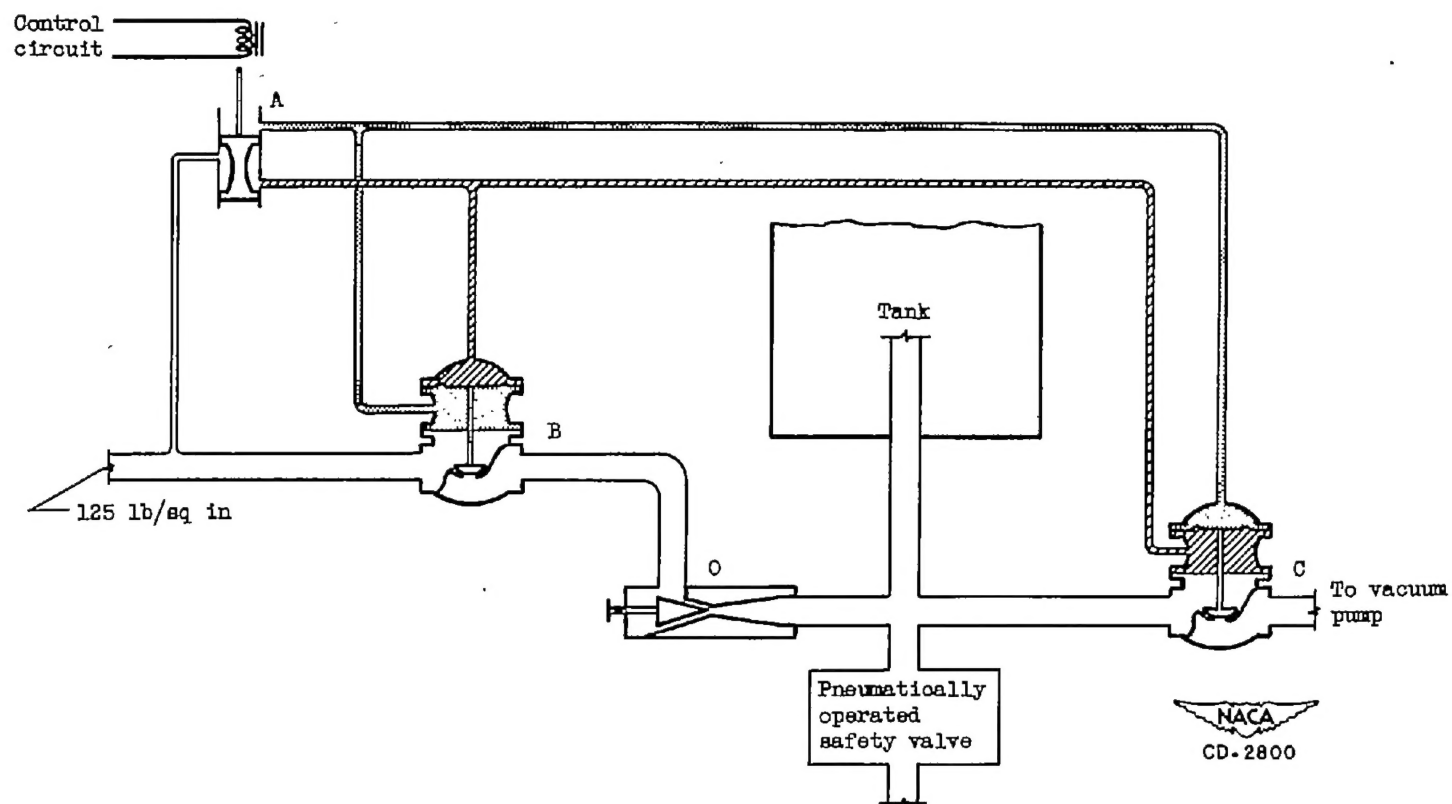 Control
circuit
A
Tank
B
125 lb/sq in
O
C
To vacuum
pump
Pneumatically
operated
safety valve
NACA
CD-2800